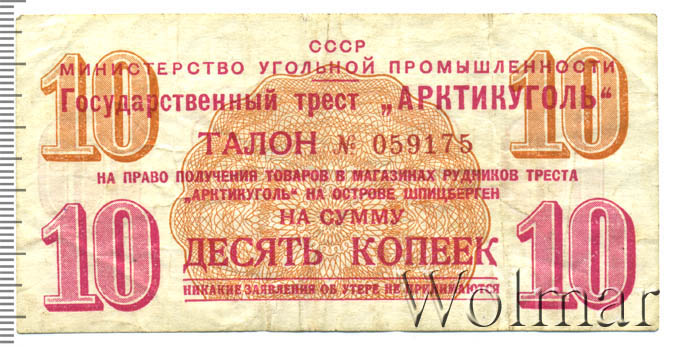 СССР
МИНИСТЕРСТВО УГОЛЬНОЙ ПРОМЫШЛЕННОСТИ
10 Государственный трест „АРКТИКУГОЛЬ“ 10
ТАЛОН № 059175
НА ПРАВО ПОЛУЧЕНИЯ ТОВАРОВ В МАГАЗИНАХ РУДНИКОВ ТРЕСТА
„АРКТИКУГОЛЬ“ НА ОСТРОВЕ ШПИЦБЕРГЕН
НА СУММУ
10 ДЕСЯТЬ КОПЕЕК 10
НИКАКИЕ ЗАЯВЛЕНИЯ ОБ УТЕРЕ НЕ ПРИНИМАЮТСЯ
Wolmar